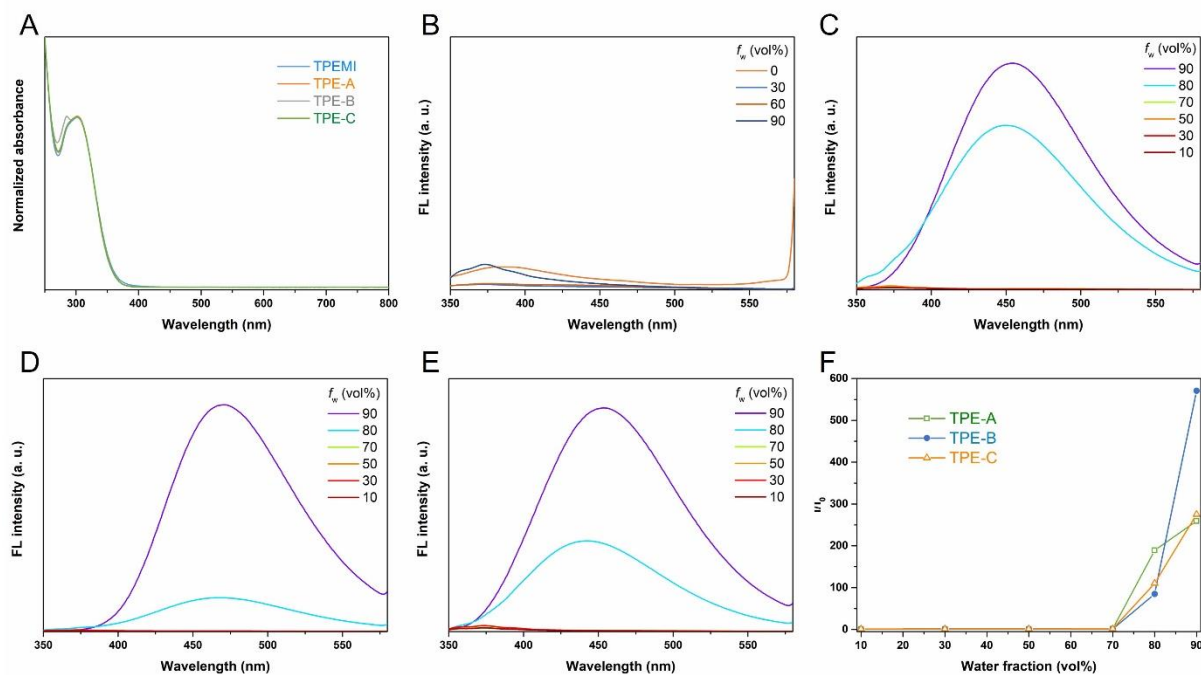 A
TPEMI
TPE-A
TPE-B
TPE-C
Normalized absorbance
300
400
500
600
700
800
Wavelength (nm)
B
fw (vol%)
0
30
60
90
FL intensity (a. u.)
350
400
450
500
550
Wavelength (nm)
C
fw (vol%)
90
80
70
50
30
10
FL intensity (a. u.)
350
400
450
500
550
Wavelength (nm)
D
fw (vol%)
90
80
70
50
30
10
FL intensity (a. u.)
350
400
450
500
550
Wavelength (nm)
E
fw (vol%)
90
80
70
50
30
10
FL intensity (a. u.)
350
400
450
500
550
Wavelength (nm)
F
TPE-A
TPE-B
TPE-C
I/I0
600
500
400
300
200
100
0
10
20
30
40
50
60
70
80
90
Water fraction (vol%)